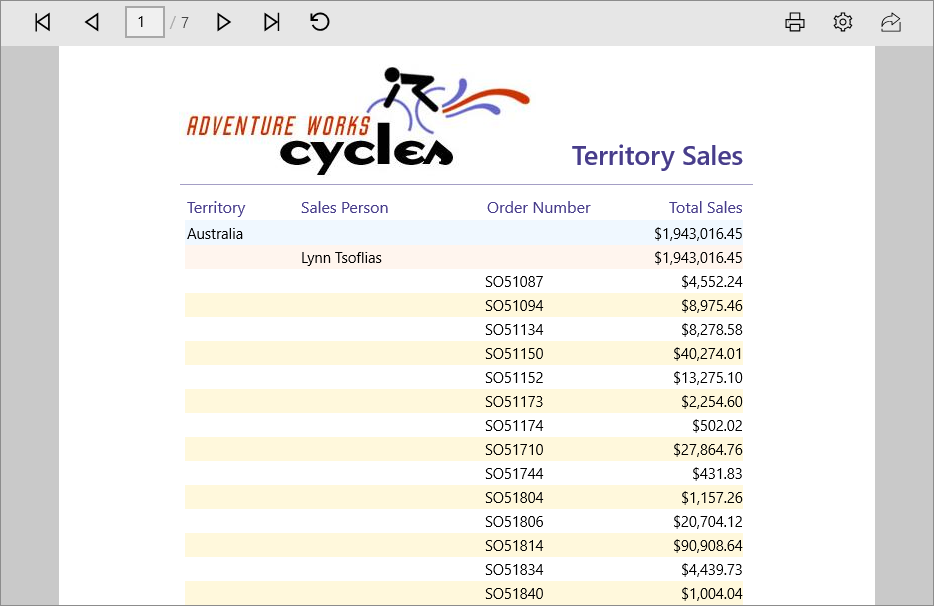 1 / 7
ADVENTURE WORKS
cycles
Territory Sales
Territory Sales Person Order Number Total Sales
Australia $1,943,016.45
Lynn Tsoflias $1,943,016.45
SO51087 $4,552.24
SO51094 $8,975.46
SO51134 $8,278.58
SO51150 $40,274.01
SO51152 $13,275.10
SO51173 $2,254.60
SO51174 $502.02
SO51710 $27,864.76
SO51744 $431.83
SO51804 $1,157.26
SO51806 $20,704.12
SO51814 $90,908.64
SO51834 $4,439.73
SO51840 $1,004.04